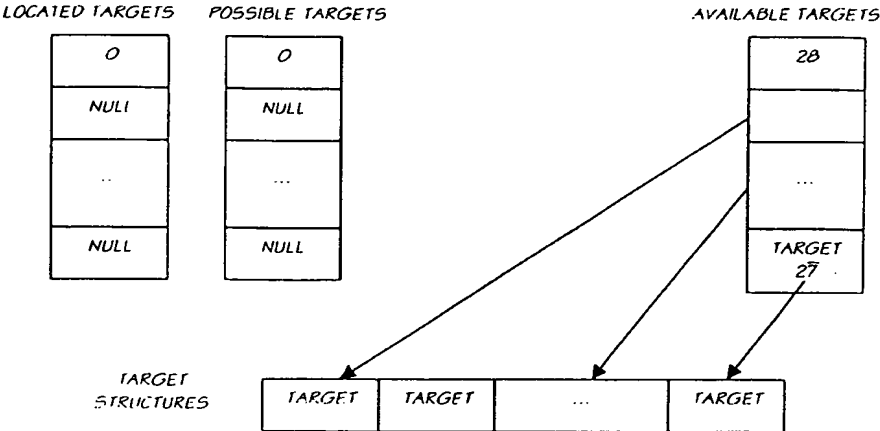 LOCATED TARGETS POSSIBLE TARGETS AVAILABLE TARGETS
0 0 28
NULL NULL
... ... ...
NULL NULL TARGET
27
TARGET
STRUCTURES
TARGET TARGET ... TARGET